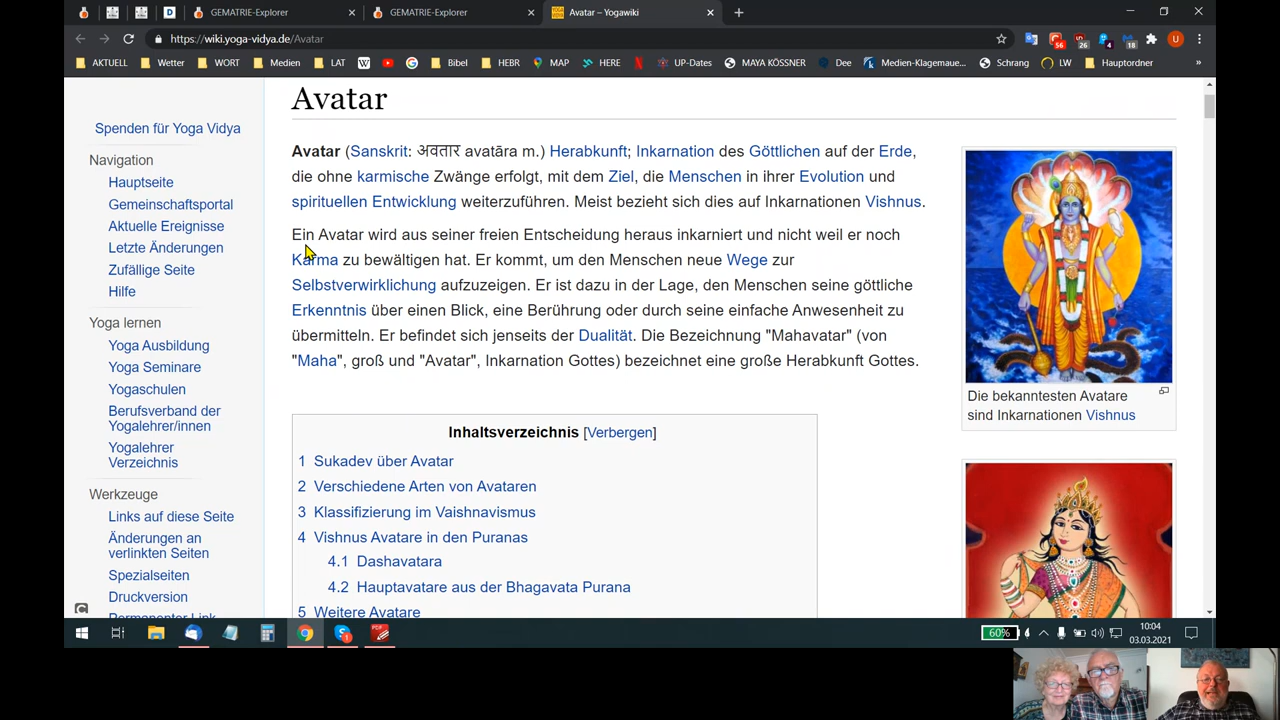 GEMATRIE-Explorer
GEMATRIE-Explorer
Avatar – Yogawiki
https://wiki.yoga-vidya.de/Avatar
AKTUELL
Wetter
WORT
Medien
LAT
Bibel
HEBR
MAP
HERE
UP-Dates
MAYA KÖSSNER
Dee
Medien-Klagemaue...
Schrang
LW
Hauptordner
Spenden für Yoga Vidya
Navigation
Hauptseite
Gemeinschaftsportal
Aktuelle Ereignisse
Letzte Änderungen
Zufällige Seite
Hilfe
Yoga lernen
Yoga Ausbildung
Yoga Seminare
Yogaschulen
Berufsverband der
Yogalehrer/innen
Yogalehrer
Verzeichnis
Werkzeuge
Links auf diese Seite
Änderungen an
verlinkten Seiten
Spezialseiten
Druckversion
Permanenter Link
Avatar
Avatar (Sanskrit: अवतार avatāra m.) Herabkunft; Inkarnation des Göttlichen auf der Erde,
die ohne karmische Zwänge erfolgt, mit dem Ziel, die Menschen in ihrer Evolution und
spirituellen Entwicklung weiterzuführen. Meist bezieht sich dies auf Inkarnationen Vishnus.
Ein Avatar wird aus seiner freien Entscheidung heraus inkarniert und nicht weil er noch
Karma zu bewältigen hat. Er kommt, um den Menschen neue Wege zur
Selbstverwirklichung aufzuzeigen. Er ist dazu in der Lage, den Menschen seine göttliche
Erkenntnis über einen Blick, eine Berührung oder durch seine einfache Anwesenheit zu
übermitteln. Er befindet sich jenseits der Dualität. Die Bezeichnung "Mahavatar" (von
"Maha", groß und "Avatar", Inkarnation Gottes) bezeichnet eine große Herabkunft Gottes.
Inhaltsverzeichnis [Verbergen]
1 Sukadev über Avatar
2 Verschiedene Arten von Avataren
3 Klassifizierung im Vaishnavismus
4 Vishnus Avatare in den Puranas
4.1 Dashavatara
4.2 Hauptavatare aus der Bhagavata Purana
5 Weitere Avatare
Die bekanntesten Avatare
sind Inkarnationen Vishnus
60%
10:04
03.03.2021